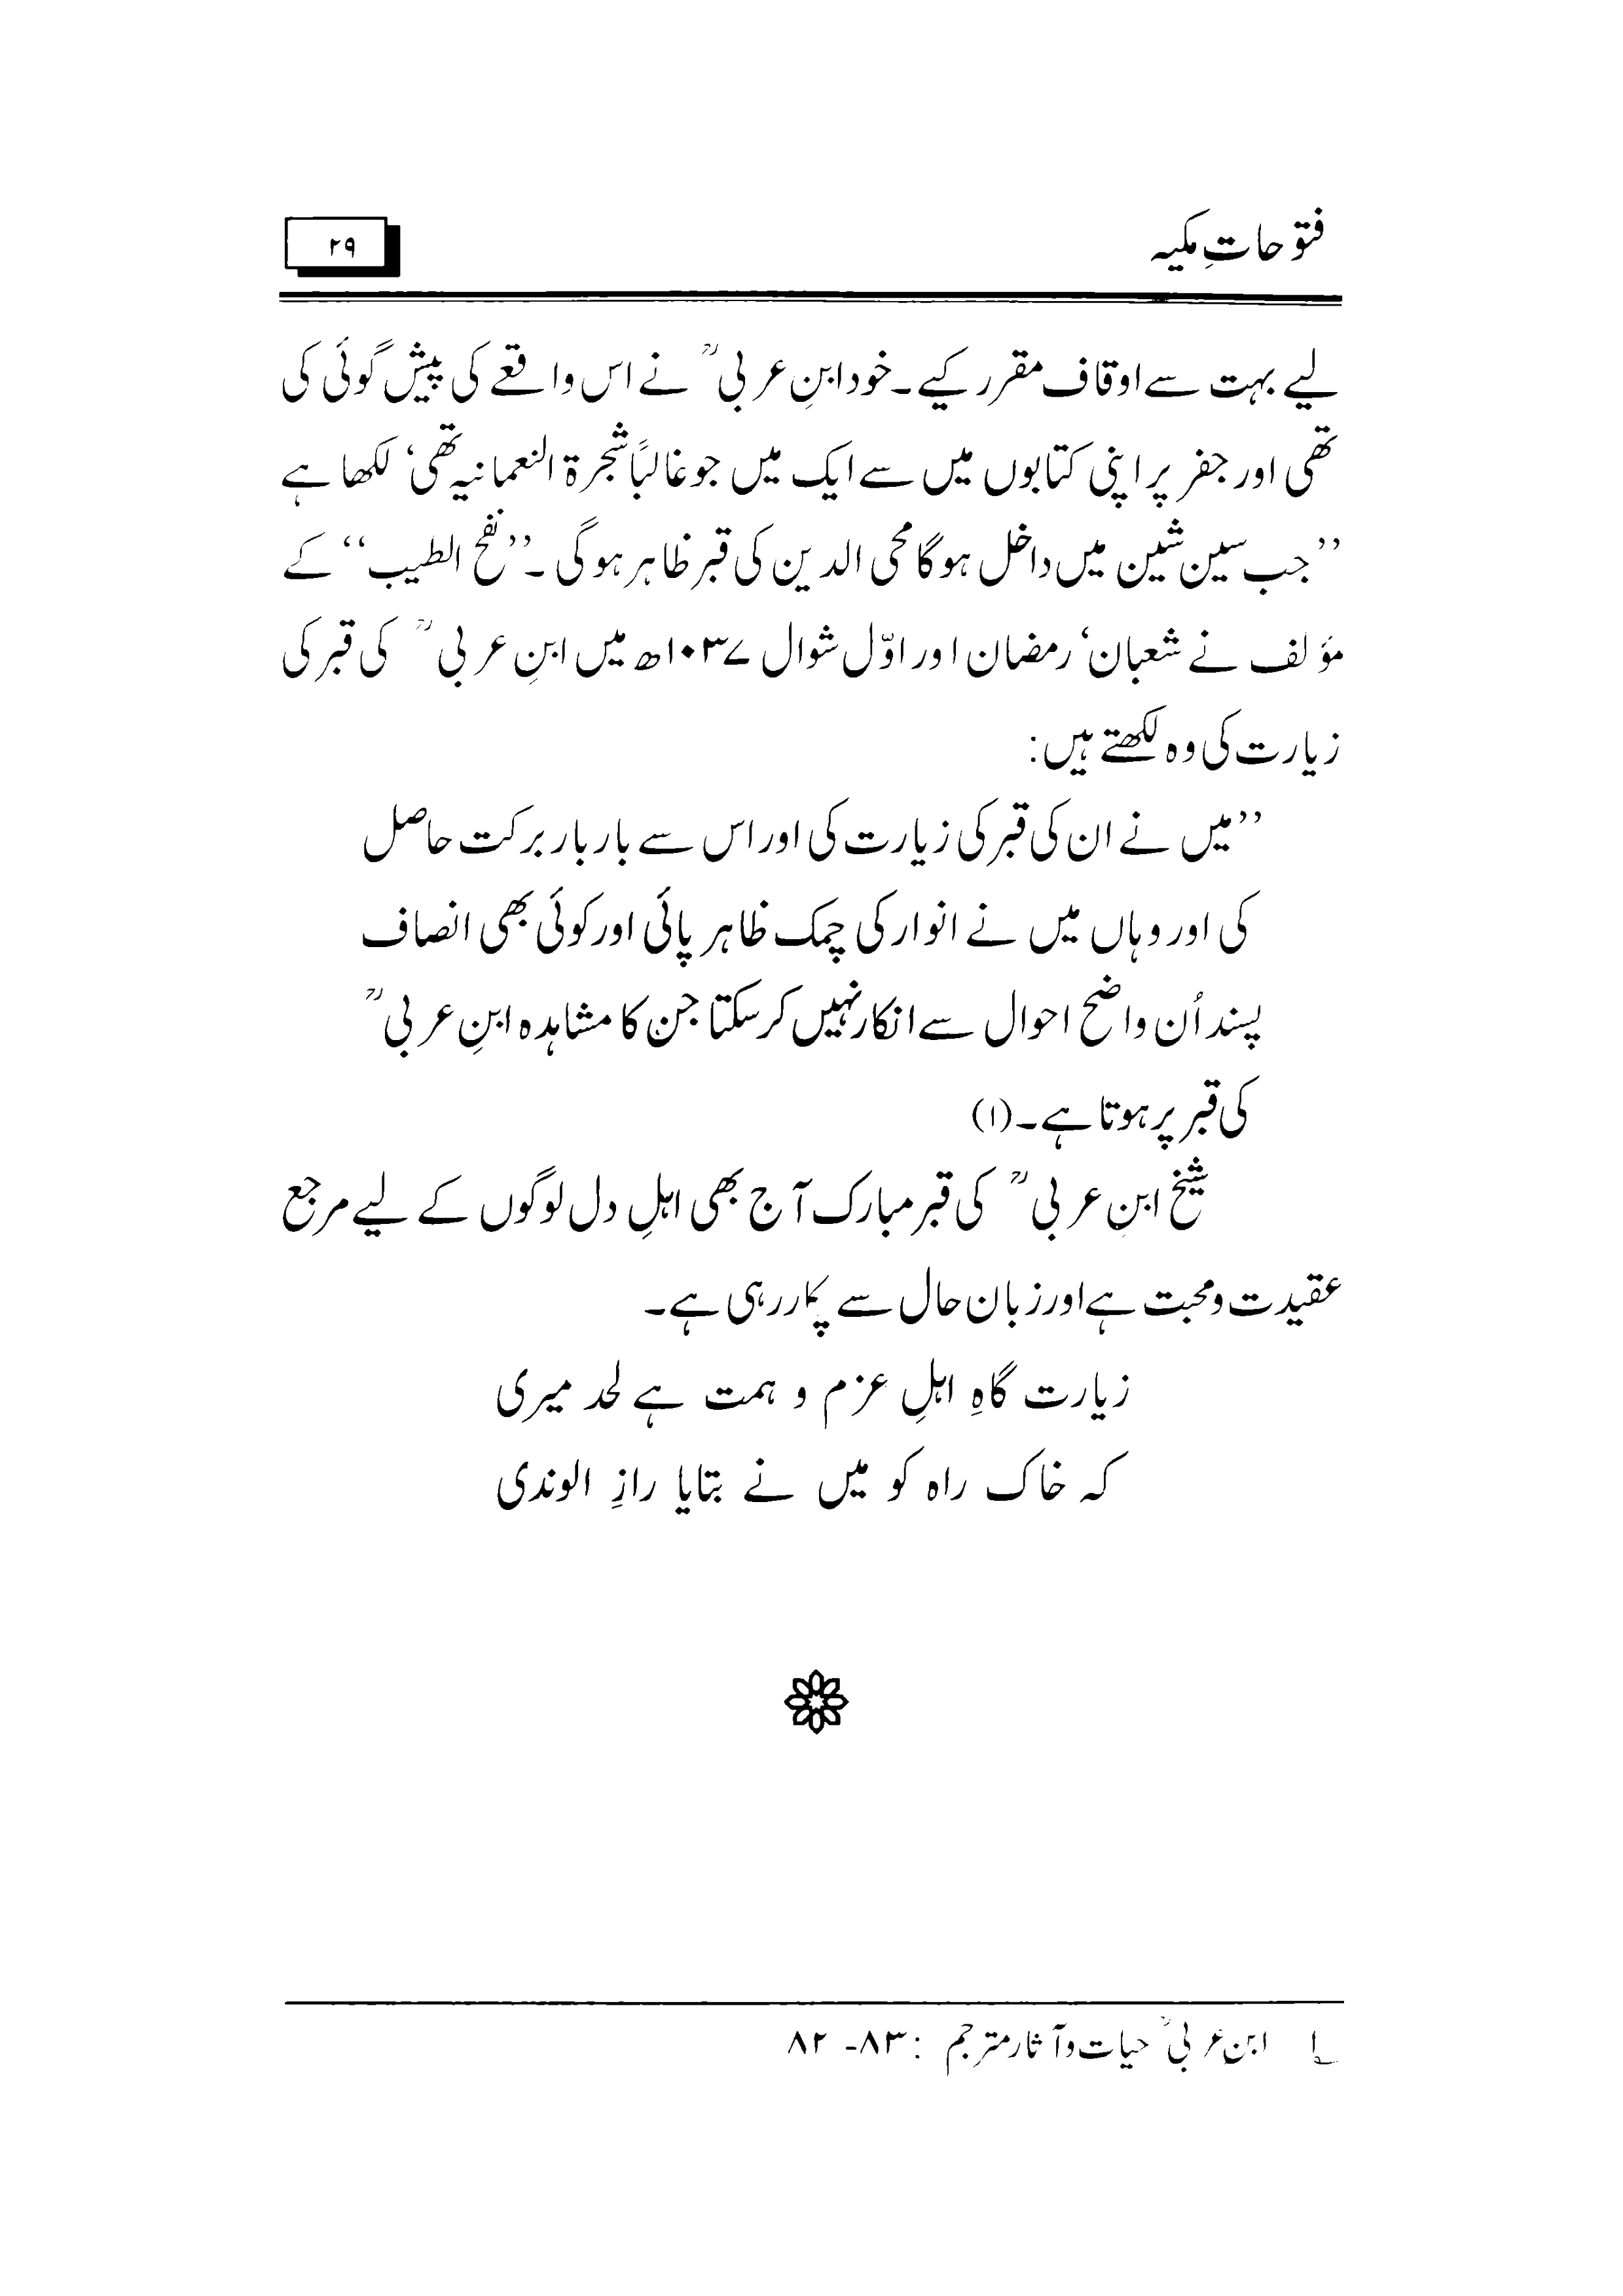 فتوحاتِ مکیہ
۲۹
لیے بہت سے اوقاف مقرر کیے۔ خود ابنِ عربیؒ نے اس واقعے کی پیش گوئی کی
تھی اور جفر پر اپنی کتابوں میں سے ایک میں جو غالباً شجرۃ النعمانیہ تھی، لکھا ہے
’’جب سین شین میں داخل ہوگا محی الدین کی قبر ظاہر ہوگی۔ ’’نفح الطیب‘‘ کے
مؤلف نے شعبان، رمضان اور اوّل شوال ۱۰۳۷ھ میں ابنِ عربیؒ کی قبر کی
زیارت کی وہ لکھتے ہیں:
’’میں نے ان کی قبر کی زیارت کی اور اس سے بار بار برکت حاصل
کی اور وہاں میں نے انوار کی چمک ظاہر پائی اور کوئی بھی انصاف
پسند اُن واضح احوال سے انکار نہیں کر سکتا جن کا مشاہدہ ابنِ عربیؒ
کی قبر پر ہوتا ہے۔ (۱)
شیخ ابنِ عربیؒ کی قبر مبارک آج بھی اہلِ دل لوگوں کے لیے مرجع
عقیدت و محبت ہے اور زبان حال سے پکار رہی ہے۔
زیارت گاہِ اہلِ عزم و ہمت ہے لحد میری
کہ خاک راہ کو میں نے بتایا رازِ الوندی
۱؎ ابن عربیؒ حیات و آثار مترجم : ۸۳- ۸۲